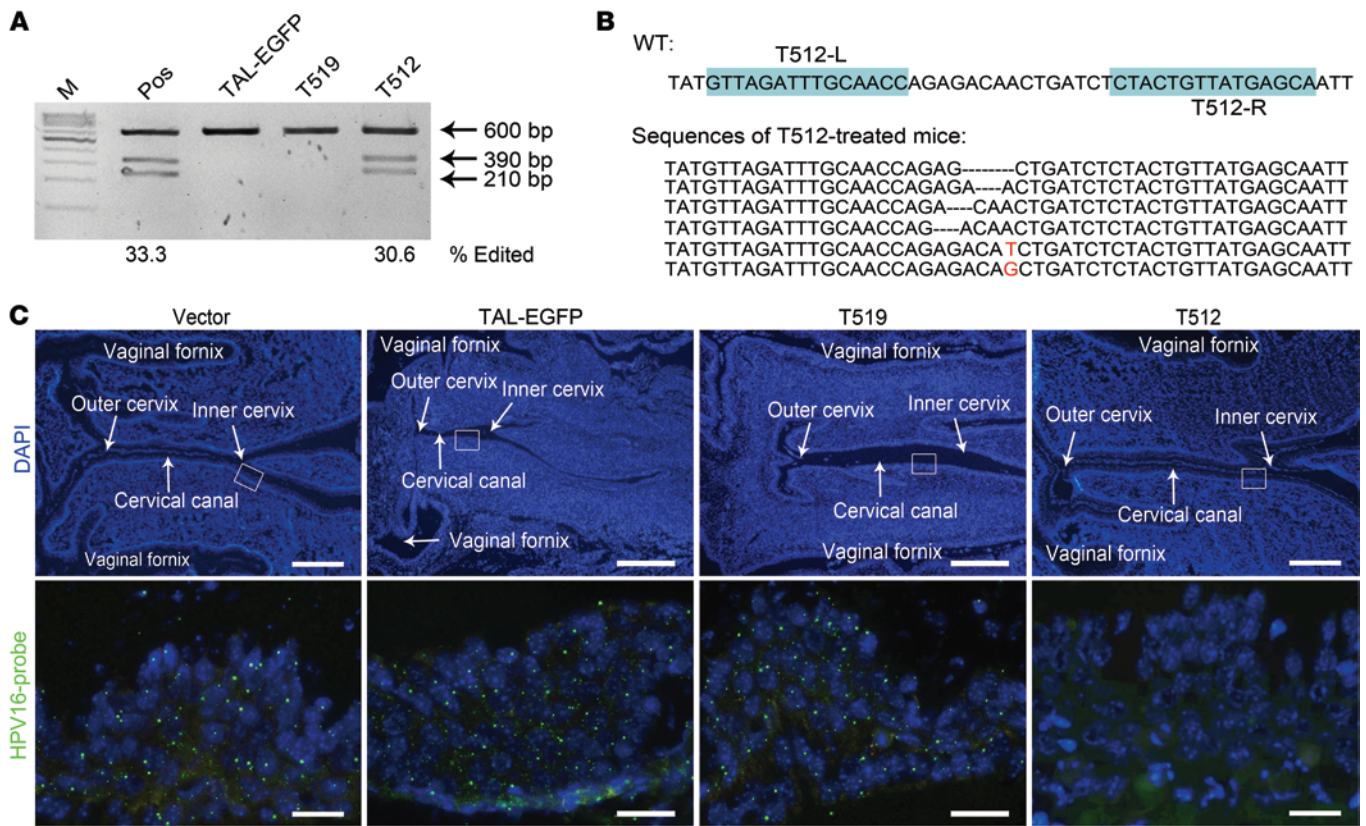 A
M Pos TAL-EGFP T519 T512
600 bp
390 bp
210 bp
33.3 30.6 % Edited
B
WT:
T512-L
TATGTTAGATTTGCAACCAGAGACAACTGATCTCTACTGTTATGAGCAATT
T512-R
Sequences of T512-treated mice:
TATGTTAGATTTGCAACCAGAG--------CTGATCTCTACTGTTATGAGCAATT
TATGTTAGATTTGCAACCAGAGA----ACTGATCTCTACTGTTATGAGCAATT
TATGTTAGATTTGCAACCAGA----CAACTGATCTCTACTGTTATGAGCAATT
TATGTTAGATTTGCAACCAG----ACAACTGATCTCTACTGTTATGAGCAATT
TATGTTAGATTTGCAACCAGAGACATCTGATCTCTACTGTTATGAGCAATT
TATGTTAGATTTGCAACCAGAGACAGCTGATCTCTACTGTTATGAGCAATT
C
Vector TAL-EGFP T519 T512
DAPI
Vaginal fornix
Outer cervix
Inner cervix
Cervical canal
Vaginal fornix
Vaginal fornix
Outer cervix
Inner cervix
Cervical canal
Vaginal fornix
Vaginal fornix
Outer cervix
Inner cervix
Cervical canal
Vaginal fornix
Vaginal fornix
Outer cervix
Inner cervix
Cervical canal
Vaginal fornix
HPV16-probe